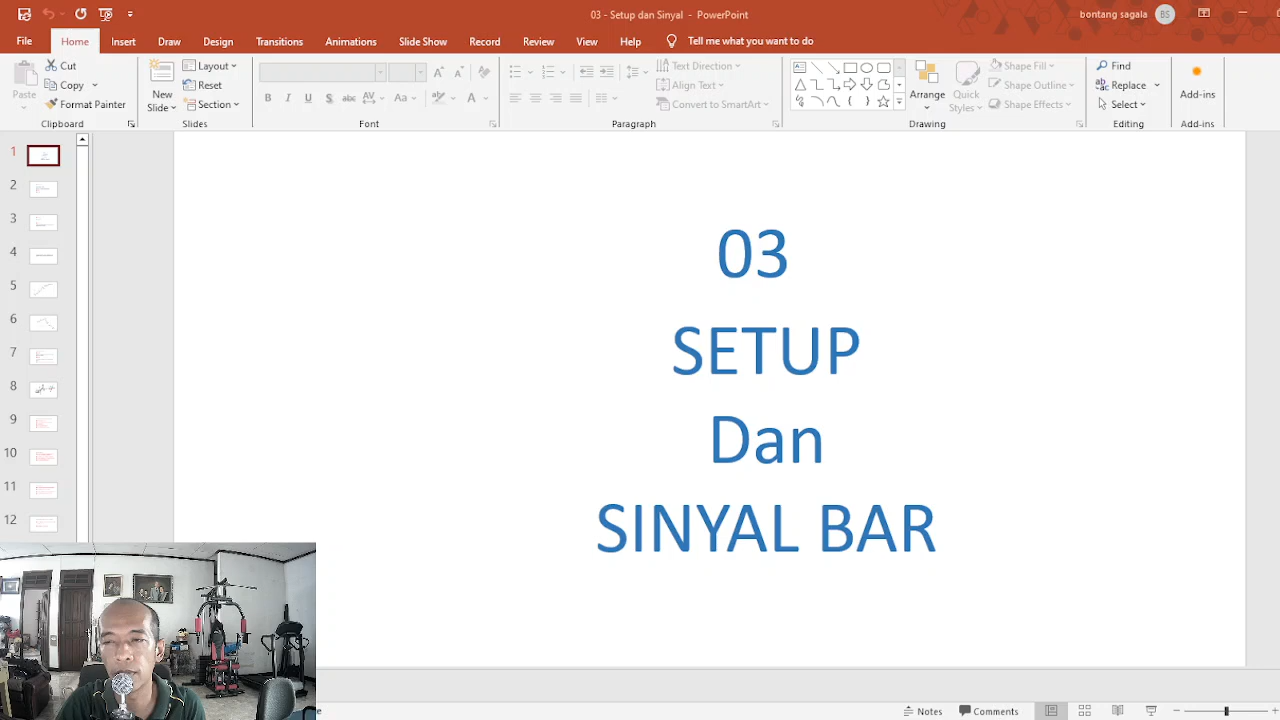 03 - Setup dan Sinyal - PowerPoint
bontang sagala
BS
File
Home
Insert
Draw
Design
Transitions
Animations
Slide Show
Record
Review
View
Help
Tell me what you want to do
Paste
Cut
Copy
Format Painter
Clipboard
New Slide
Layout
Reset
Section
Slides
Font
Text Direction
Align Text
Convert to SmartArt
Paragraph
Arrange
Quick Styles
Shape Fill
Shape Outline
Shape Effects
Drawing
Find
Replace
Select
Editing
Add-ins
Add-ins
1
2
3
4
5
6
7
8
9
10
11
12
03
SETUP
Dan
SINYAL BAR
Notes
Comments